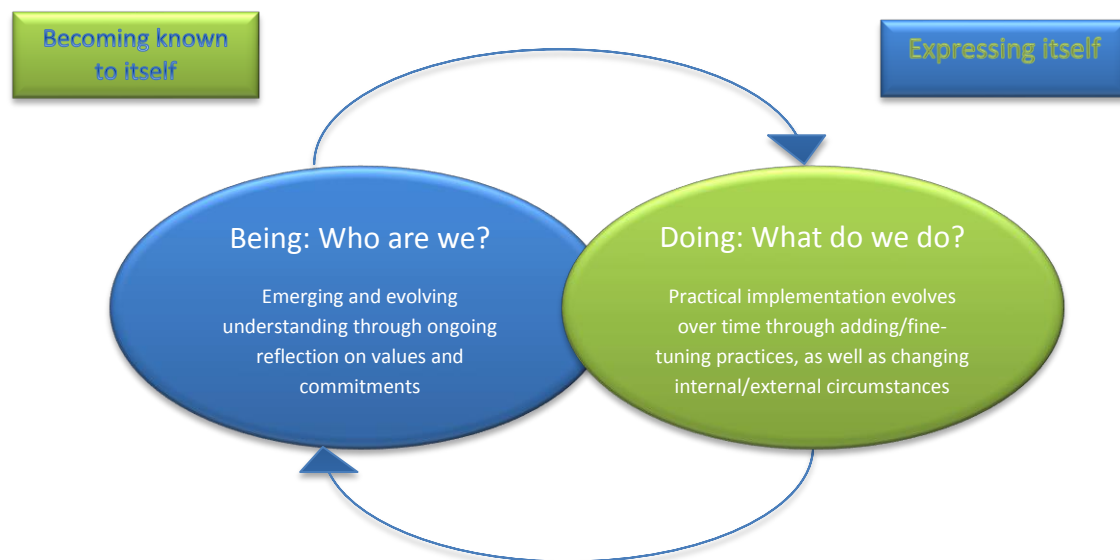 Becoming known
to itself
Expressing itself
Being: Who are we?
Emerging and evolving
understanding through ongoing
reflection on values and
commitments
Doing: What do we do?
Practical implementation evolves
over time through adding/fine-
tuning practices, as well as changing
internal/external circumstances